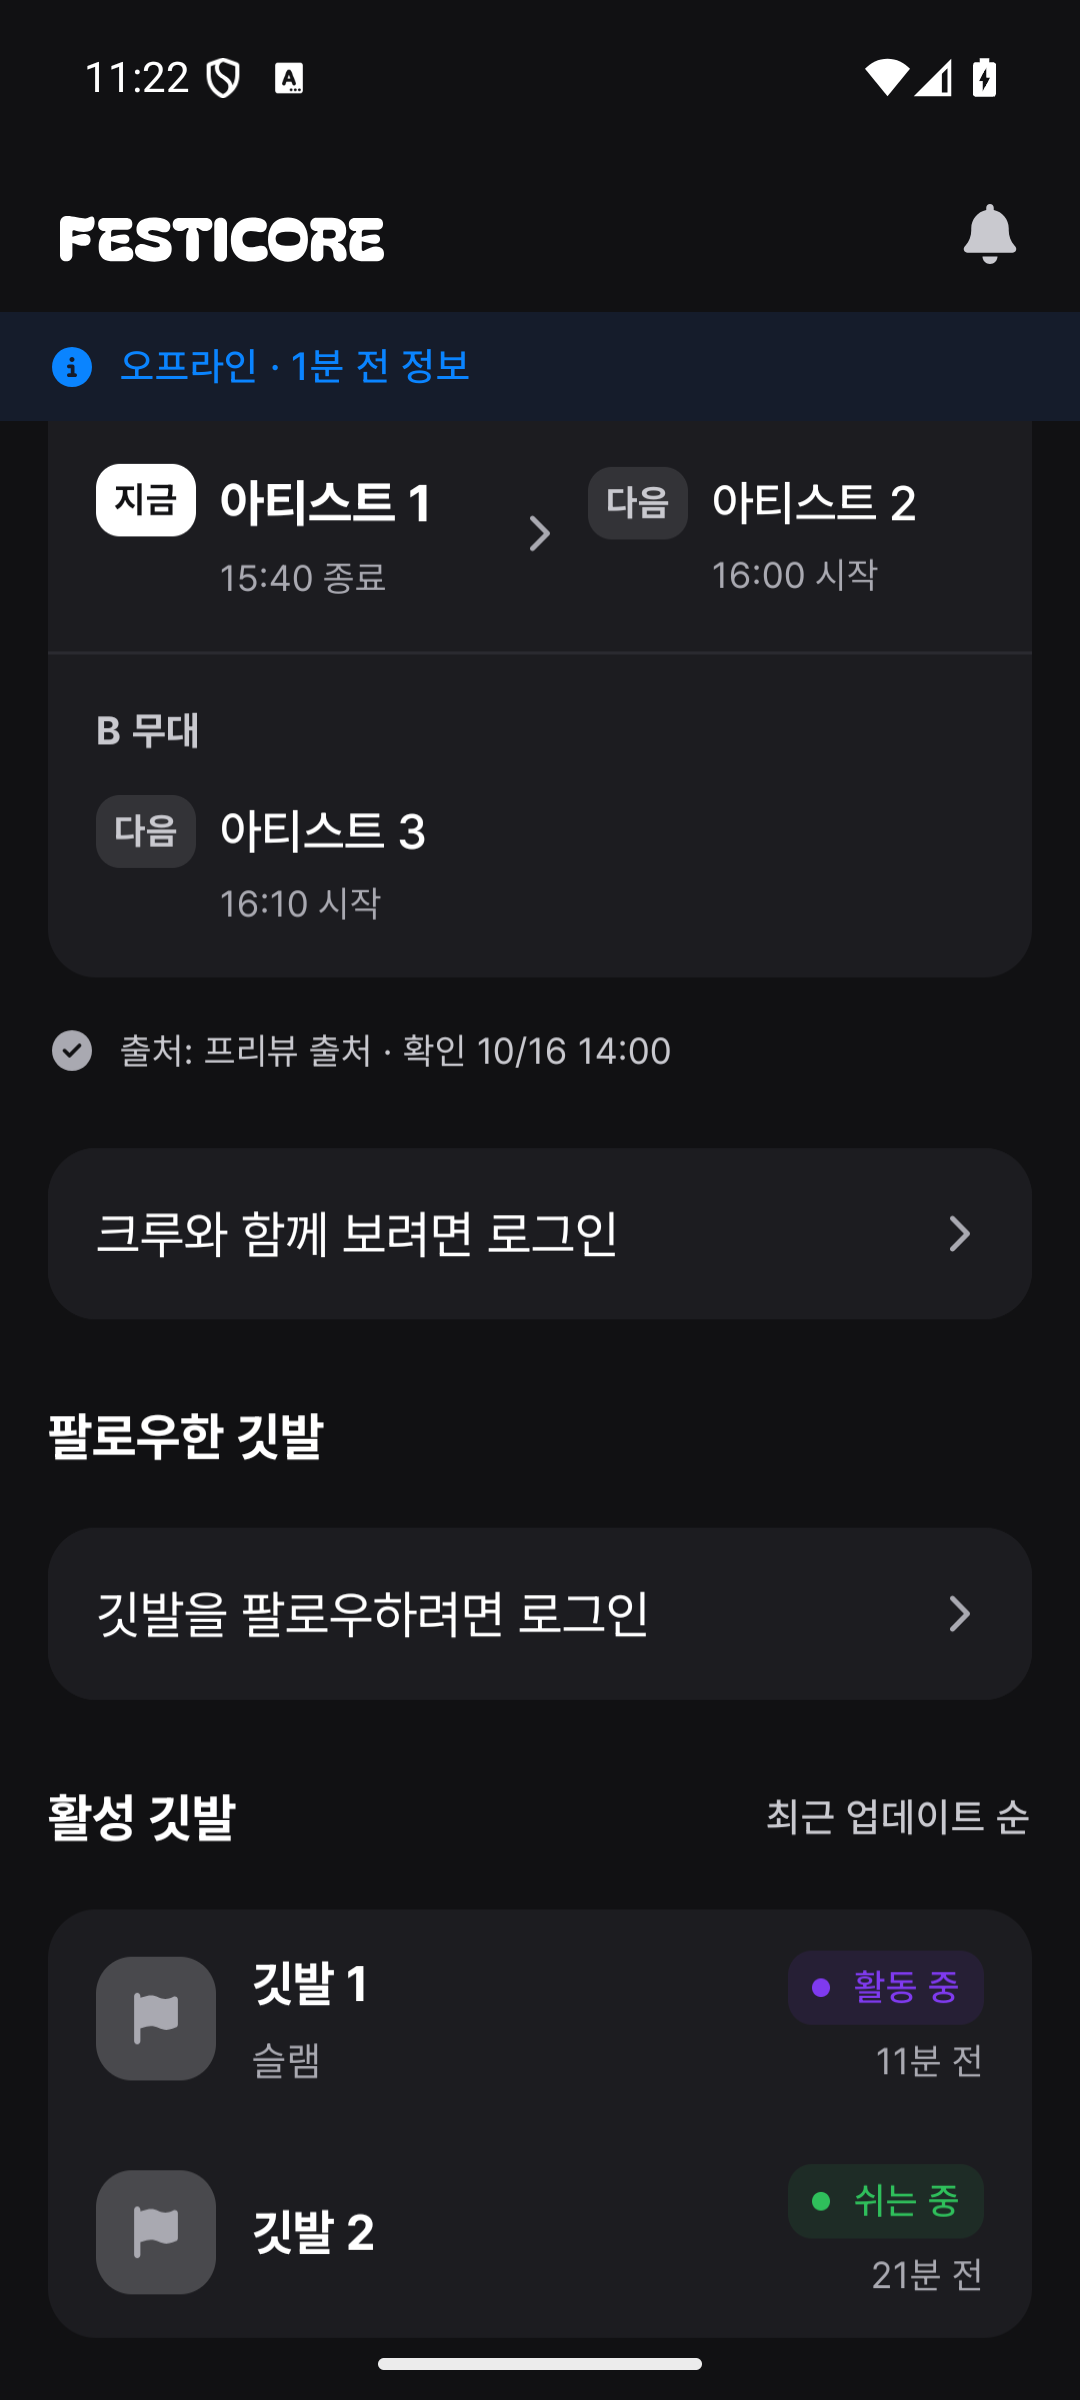 11:22
FESTICORE
오프라인 · 1분 전 정보
지금 아티스트 1 다음 아티스트 2
15:40 종료 16:00 시작
B 무대
다음 아티스트 3
16:10 시작
출처: 프리뷰 출처 · 확인 10/16 14:00
크루와 함께 보려면 로그인
팔로우한 깃발
깃발을 팔로우하려면 로그인
활성 깃발 최근 업데이트 순
깃발 1 활동 중
슬램 11분 전
깃발 2 쉬는 중
21분 전